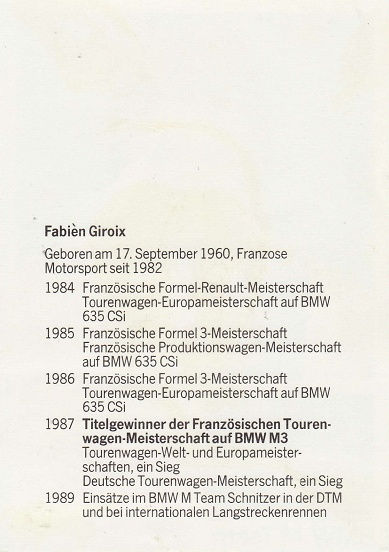 Fabièn Giroix
Geboren am 17. September 1960, Franzose
Motorsport seit 1982
1984 Französische Formel-Renault-Meisterschaft
Tourenwagen-Europameisterschaft auf BMW
635 CSi
1985 Französische Formel 3-Meisterschaft
Französische Produktionswagen-Meisterschaft
auf BMW 635 CSi
1986 Französische Formel 3-Meisterschaft
Tourenwagen-Europameisterschaft auf BMW
635 CSi
1987 Titelgewinner der Französischen Touren-
wagen-Meisterschaft auf BMW M3
Tourenwagen-Welt- und Europameister-
schaften, ein Sieg
Deutsche Tourenwagen-Meisterschaft, ein Sieg
1989 Einsätze im BMW M Team Schnitzer in der DTM
und bei internationalen Langstreckenrennen